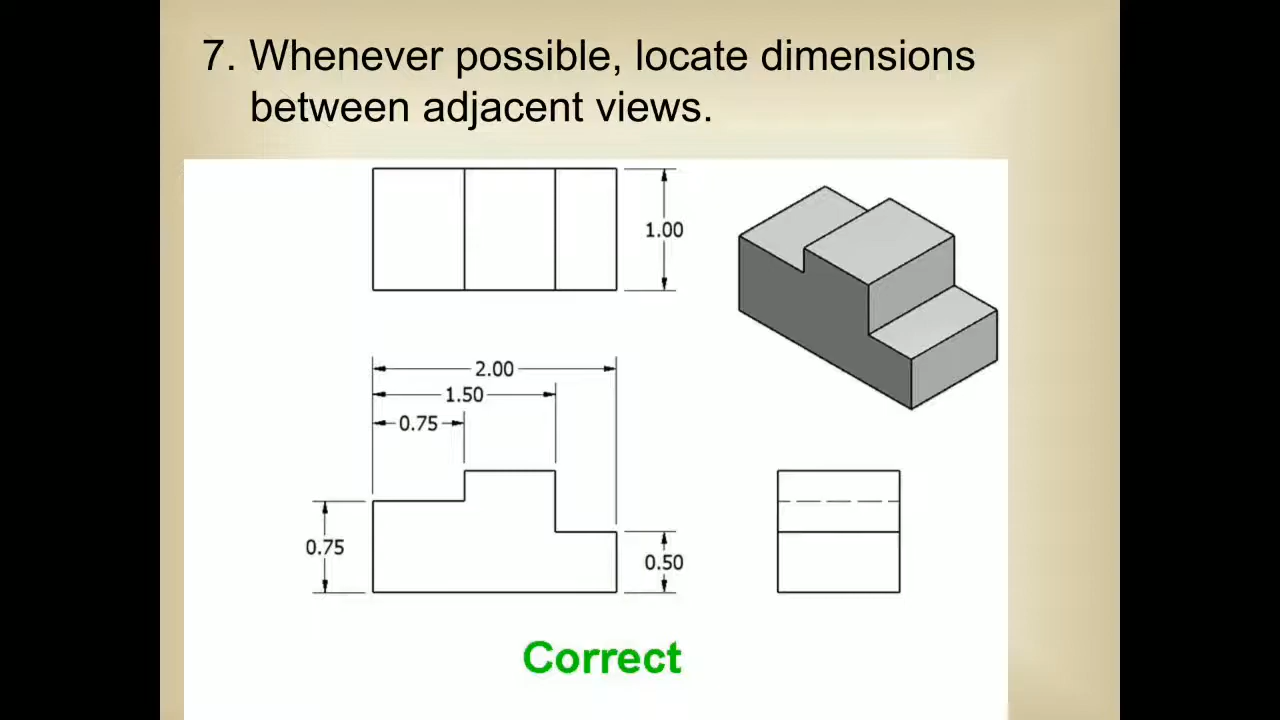 7. Whenever possible, locate dimensions
between adjacent views.
1.00
2.00
1.50
0.75
0.75
0.50
Correct